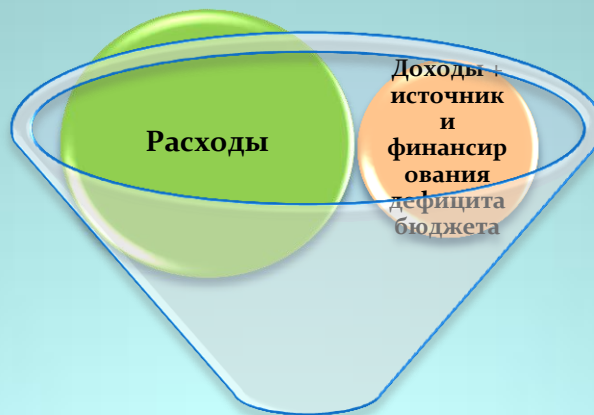 Расходы
Доходы +
источник
и
финансир
ования
дефицита
бюджета